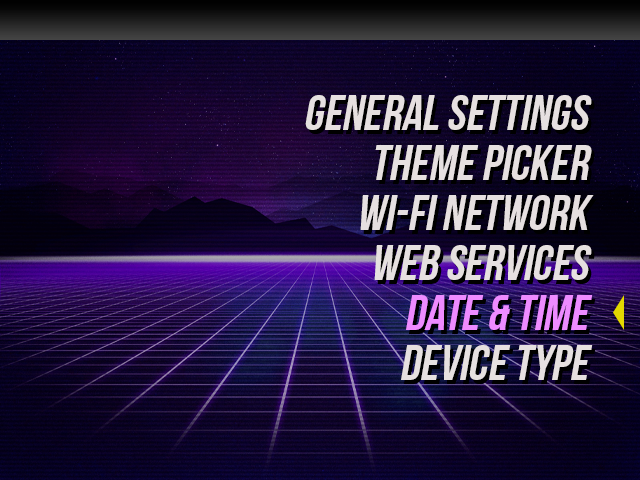 GENERAL SETTINGS
THEME PICKER
WI-FI NETWORK
WEB SERVICES
DATE & TIME
DEVICE TYPE